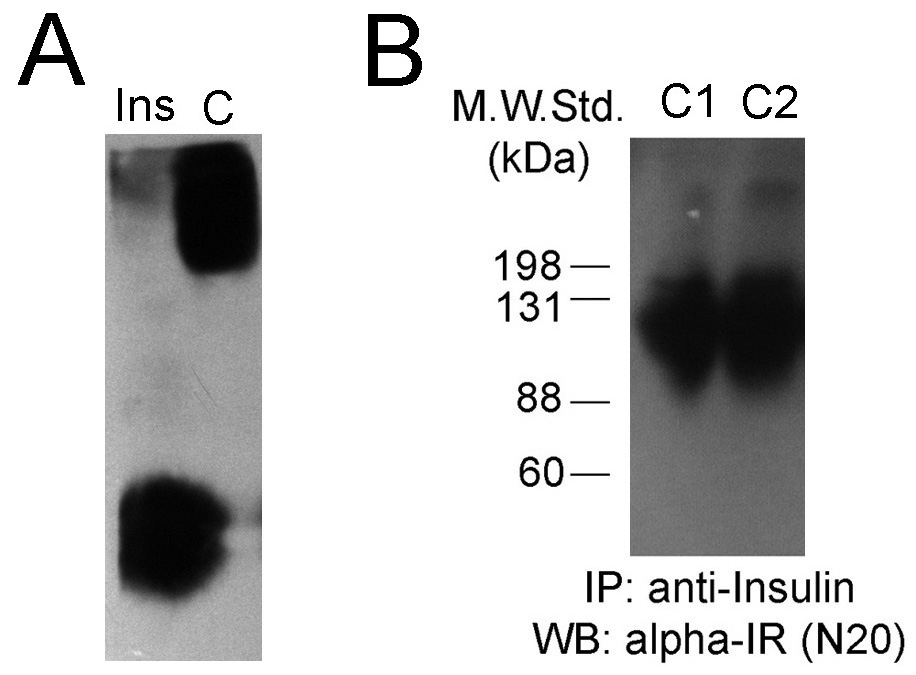 A
B
Ins C
M.W.Std. C1 C2
(kDa)
198
131
88
60
IP: anti-Insulin
WB: alpha-IR (N20)